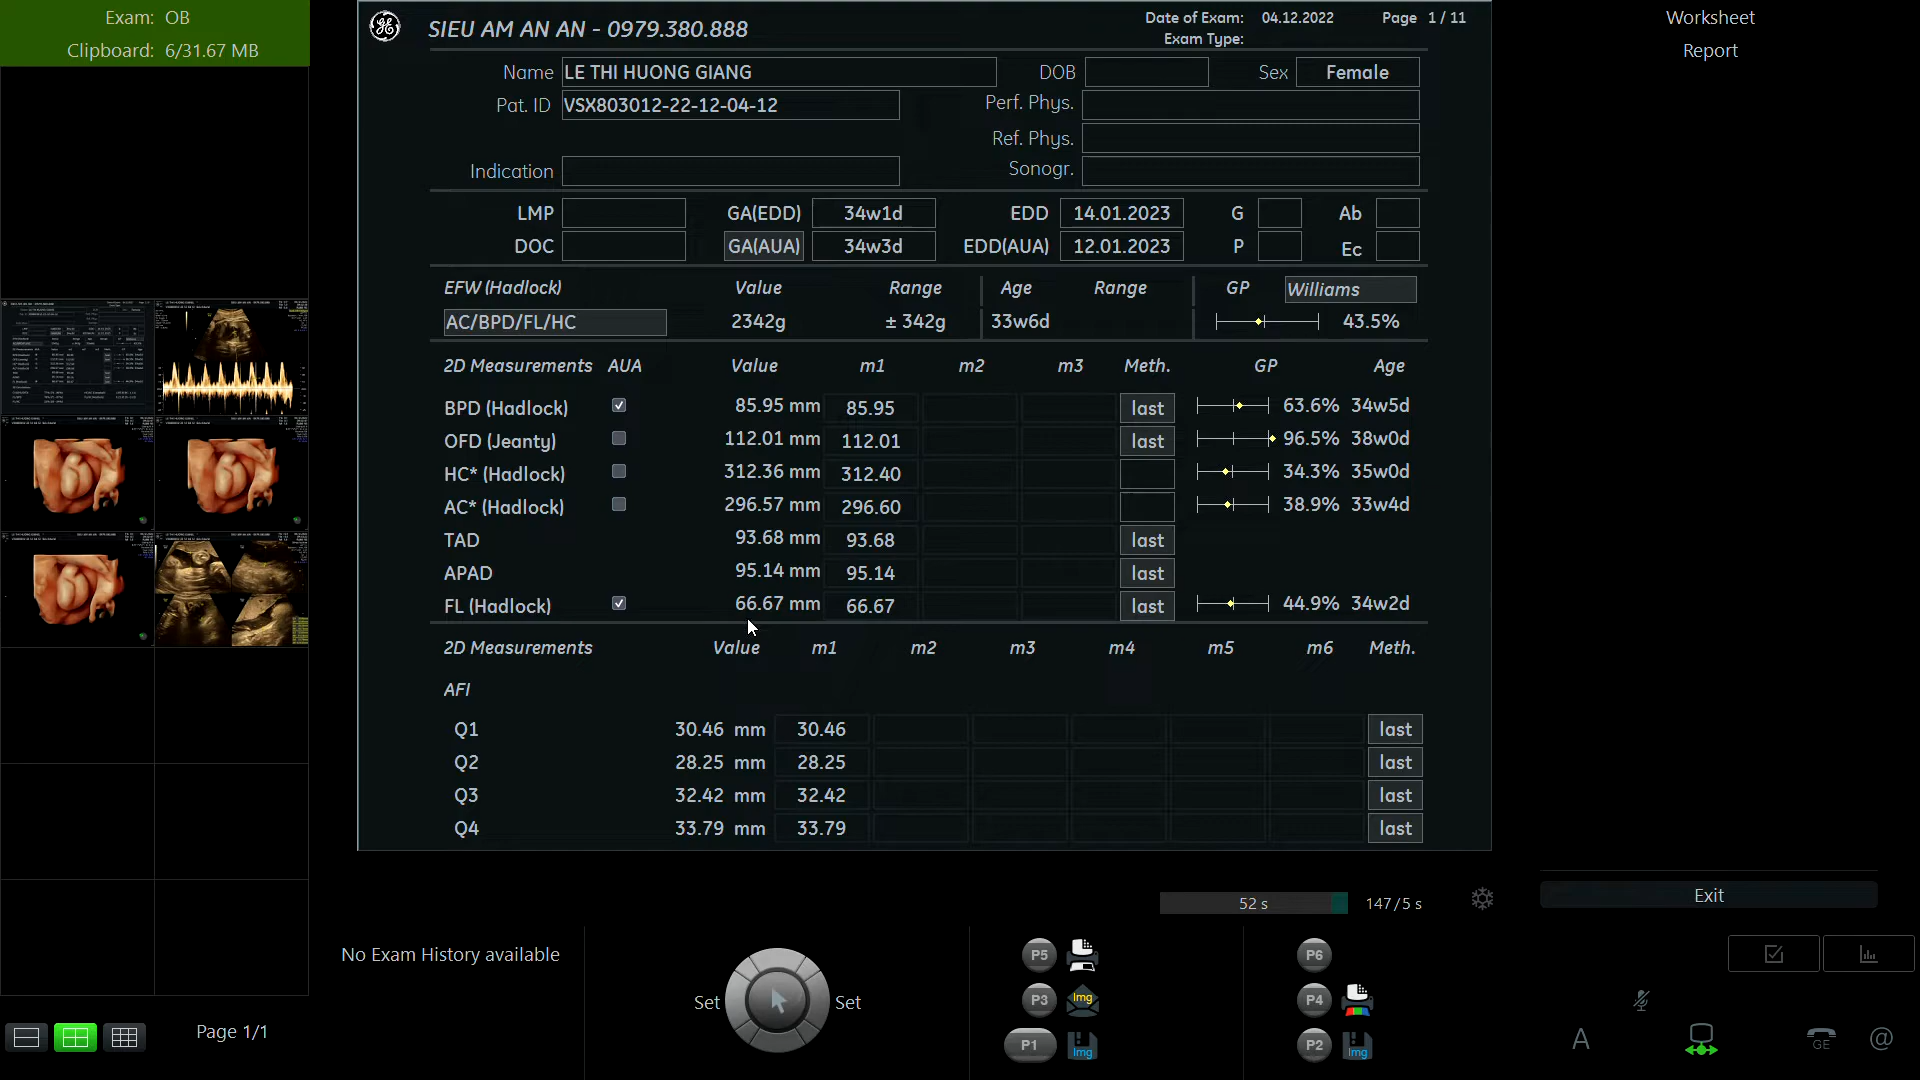 Exam: OB
Clipboard: 6/31.67 MB
SIEU AM AN AN - 0979.380.888
Date of Exam: 04.12.2022 Page 1 / 11
Exam Type:
Name LE THI HUONG GIANG DOB Sex Female
Pat. ID VSX803012-22-12-04-12 Perf. Phys.
Ref. Phys.
Indication Sonogr.
LMP GA(EDD) 34w1d EDD 14.01.2023 G Ab
DOC GA(AUA) 34w3d EDD(AUA) 12.01.2023 P Ec
EFW (Hadlock) Value Range Age Range GP Williams
AC/BPD/FL/HC 2342g ± 342g 33w6d 43.5%
2D Measurements AUA Value m1 m2 m3 Meth. GP Age
BPD (Hadlock) 85.95 mm 85.95 last 63.6% 34w5d
OFD (Jeanty) 112.01 mm 112.01 last 96.5% 38w0d
HC* (Hadlock) 312.36 mm 312.40 34.3% 35w0d
AC* (Hadlock) 296.57 mm 296.60 38.9% 33w4d
TAD 93.68 mm 93.68 last
APAD 95.14 mm 95.14 last
FL (Hadlock) 66.67 mm 66.67 last 44.9% 34w2d
2D Measurements Value m1 m2 m3 m4 m5 m6 Meth.
AFI
Q1 30.46 mm 30.46 last
Q2 28.25 mm 28.25 last
Q3 32.42 mm 32.42 last
Q4 33.79 mm 33.79 last
Worksheet
Report
52 s 147/5 s
Exit
No Exam History available
Set Set
P5 P6
P3 Img P4
P1 Img P2 Img
A GE @
Page 1/1